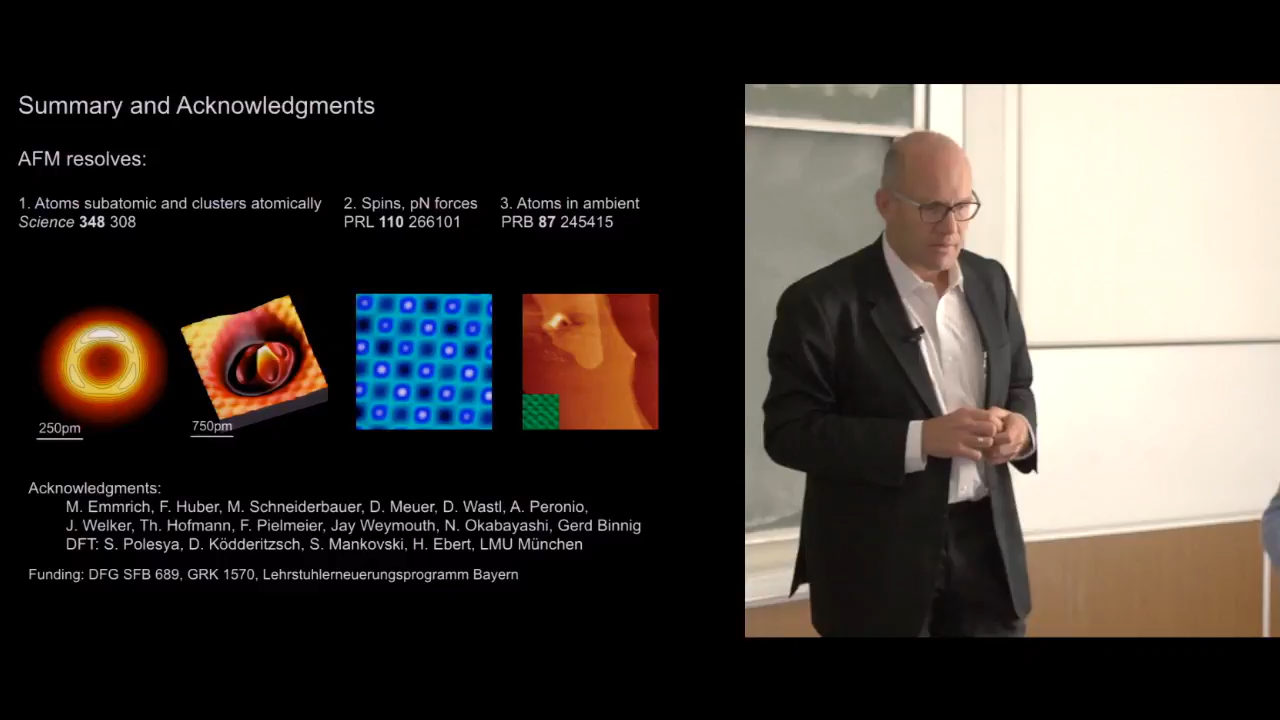 Summary and Acknowledgments
AFM resolves:
1. Atoms subatomic and clusters atomically
Science 348 308
2. Spins, pN forces
PRL 110 266101
3. Atoms in ambient
PRB 87 245415
250pm
750pm
Acknowledgments:
M. Emmrich, F. Huber, M. Schneiderbauer, D. Meuer, D. Wastl, A. Peronio,
J. Welker, Th. Hofmann, F. Pielmeier, Jay Weymouth, N. Okabayashi, Gerd Binnig
DFT: S. Polesya, D. Ködderitzsch, S. Mankovski, H. Ebert, LMU München
Funding: DFG SFB 689, GRK 1570, Lehrstuhlerneuerungsprogramm Bayern